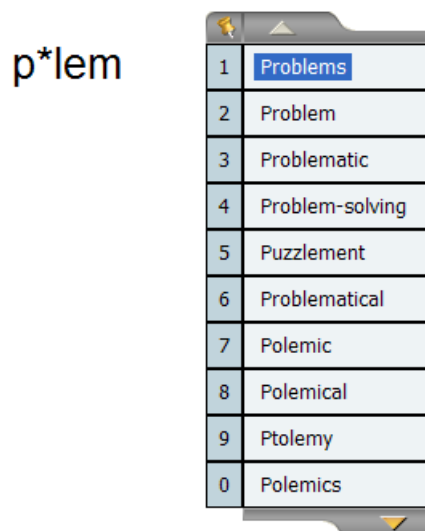 p*lem
1 Problems
2 Problem
3 Problematic
4 Problem-solving
5 Puzzlement
6 Problematical
7 Polemic
8 Polemical
9 Ptolemy
0 Polemics